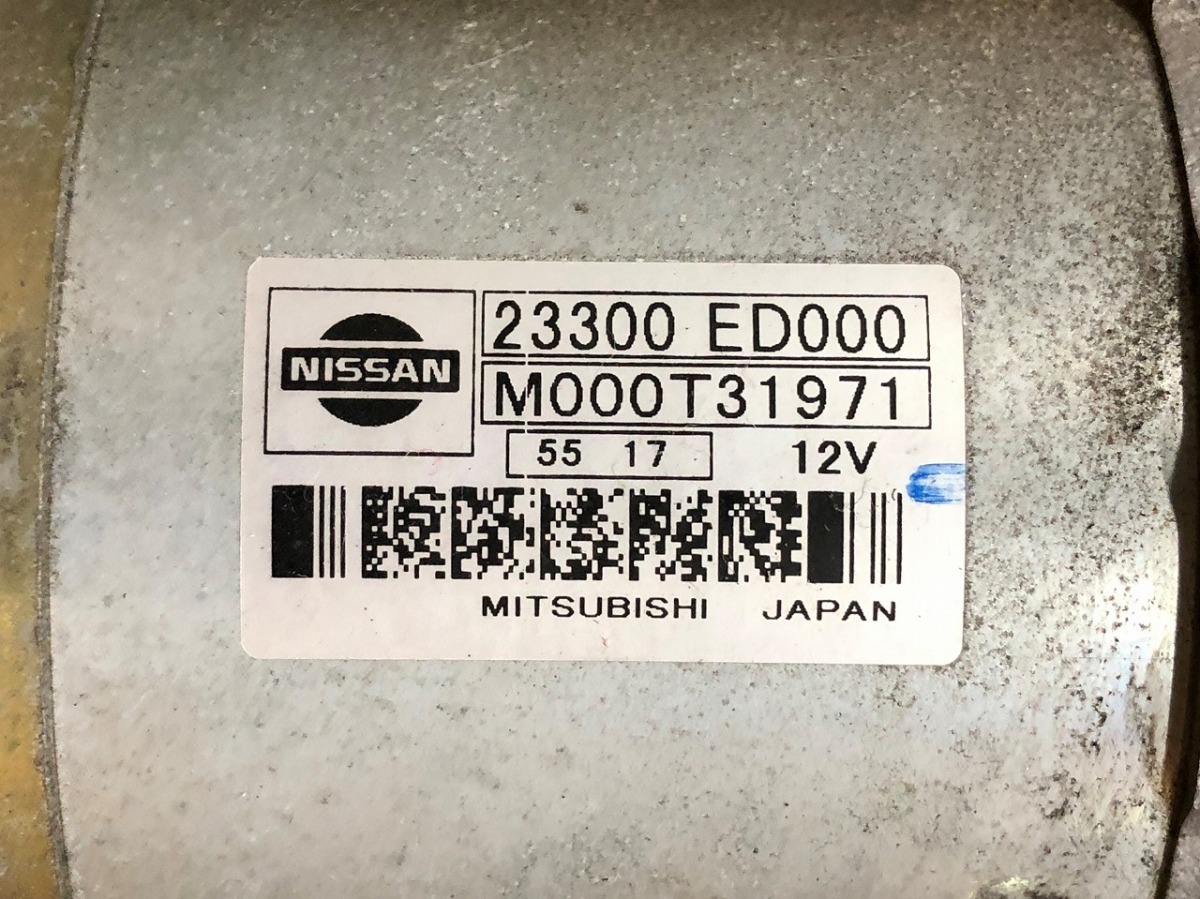 NISSAN
23300 ED000
M000T31971
55 17 12V
MITSUBISHI JAPAN